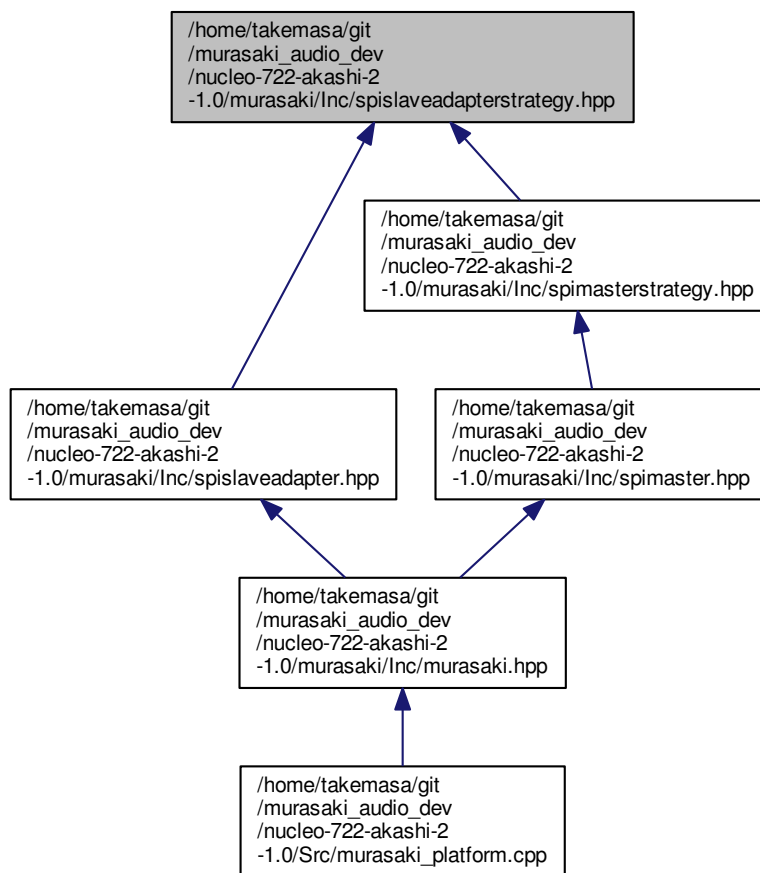 /home/takemasa/git
/murasaki_audio_dev
/nucleo-722-akashi-2
-1.0/murasaki/Inc/spislaveadapterstrategy.hpp
/home/takemasa/git
/murasaki_audio_dev
/nucleo-722-akashi-2
-1.0/murasaki/Inc/spimasterstrategy.hpp
/home/takemasa/git
/murasaki_audio_dev
/nucleo-722-akashi-2
-1.0/murasaki/Inc/spislaveadapter.hpp
/home/takemasa/git
/murasaki_audio_dev
/nucleo-722-akashi-2
-1.0/murasaki/Inc/spimaster.hpp
/home/takemasa/git
/murasaki_audio_dev
/nucleo-722-akashi-2
-1.0/murasaki/Inc/murasaki.hpp
/home/takemasa/git
/murasaki_audio_dev
/nucleo-722-akashi-2
-1.0/Src/murasaki_platform.cpp